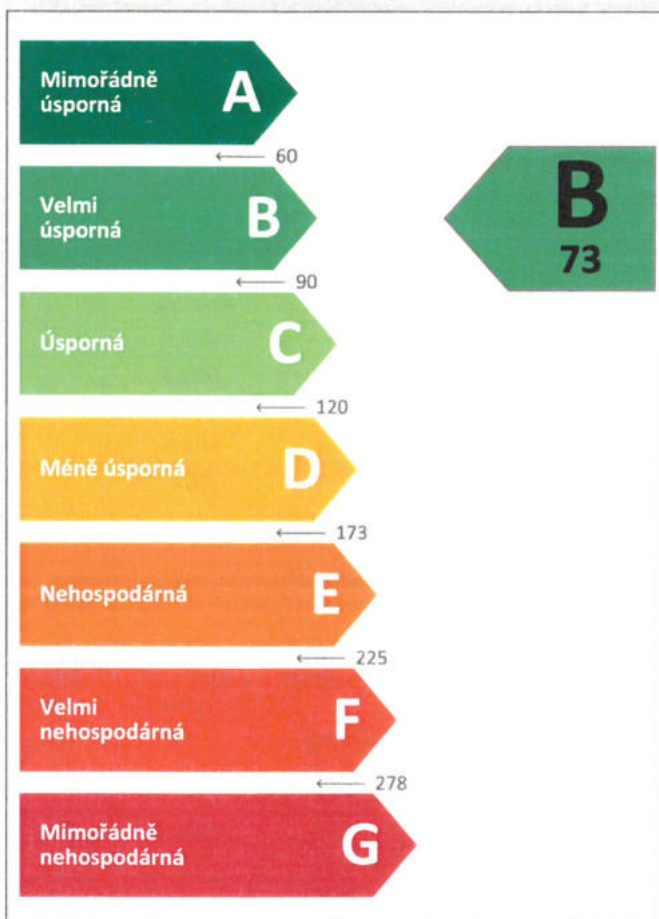 Mimořádně
úsporná
A
60
Velmi
úsporná
B
B
73
90
Úsporná
C
120
Méně úsporná
D
173
Nehospodárná
E
225
Velmi
nehospodárná
F
278
Mimořádně
nehospodárná
G